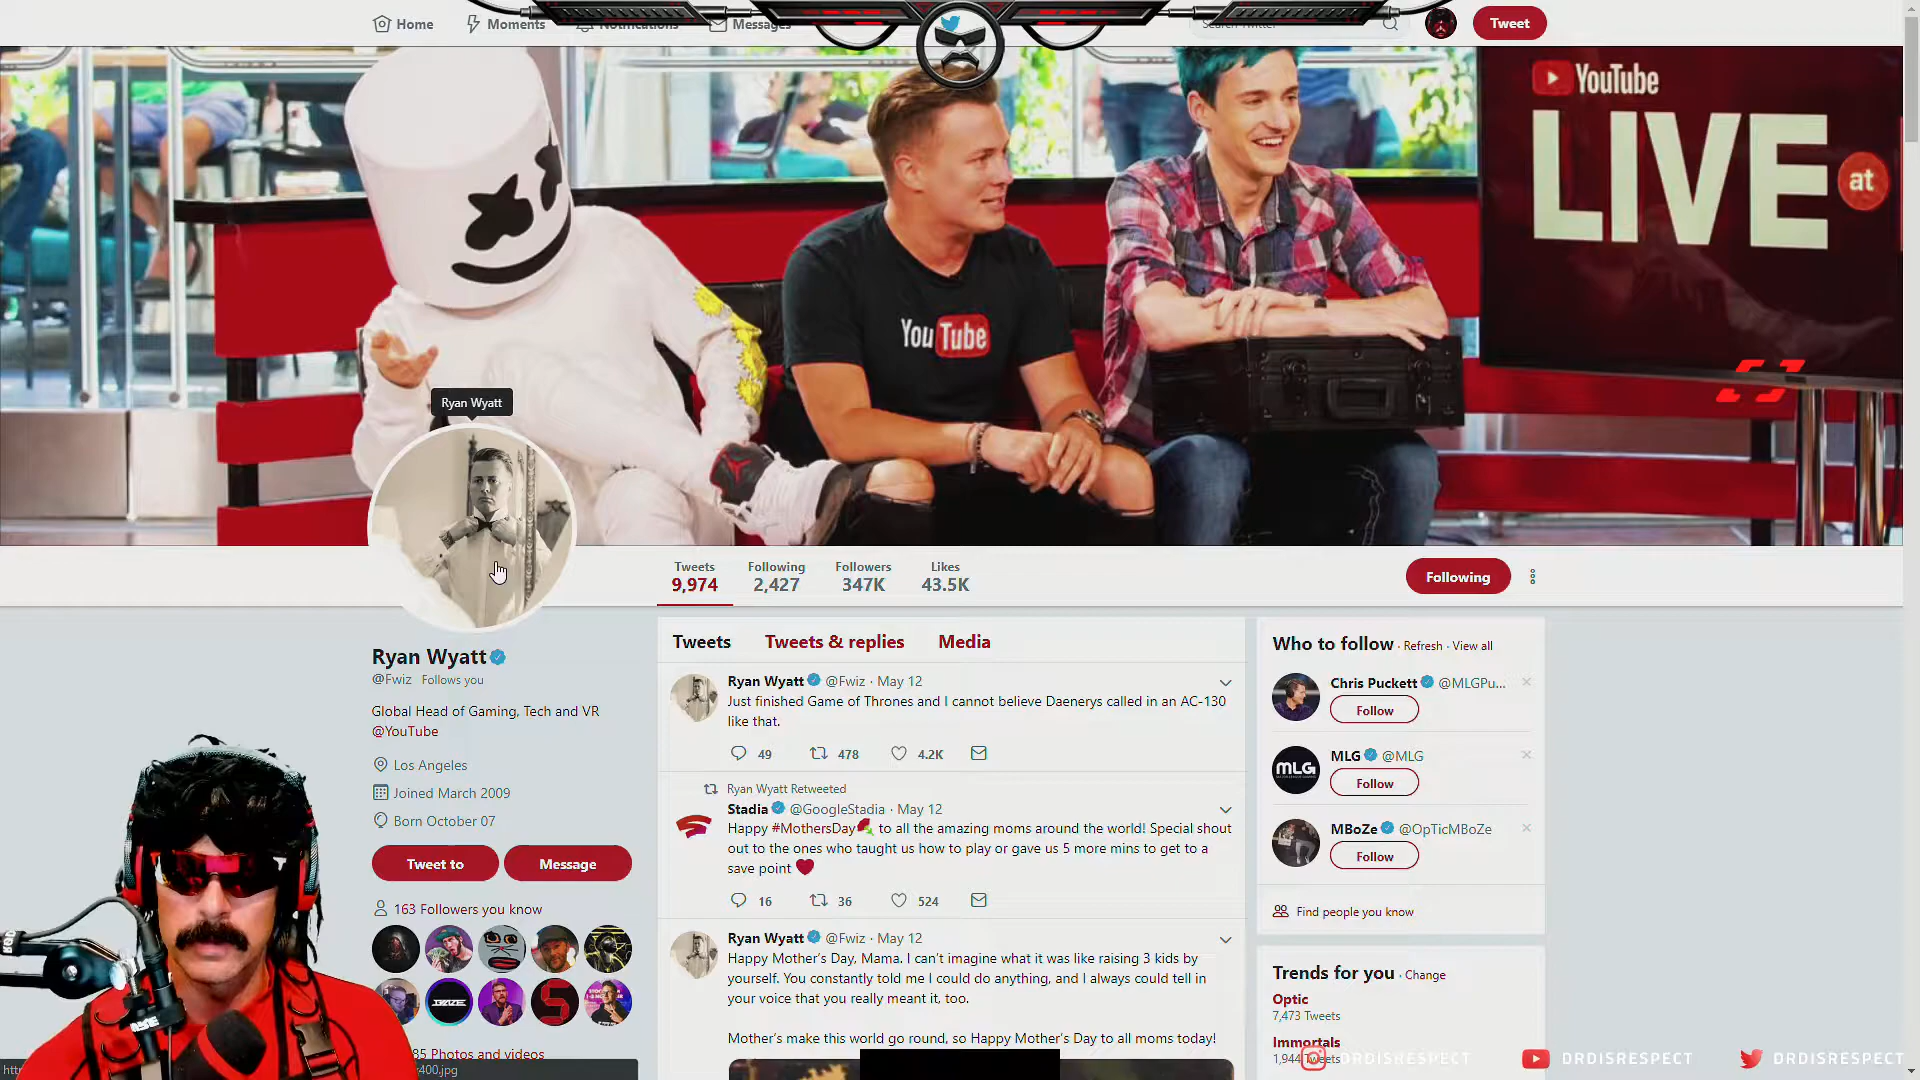 Home
Moments
Notifications
Messages
Search Twitter
Tweet
YouTube
LIVE
at
YouTube
Ryan Wyatt
Tweets
9,974
Following
2,427
Followers
347K
Likes
43.5K
Following
Ryan Wyatt
@Fwiz Follows you
Global Head of Gaming, Tech and VR
@YouTube
Los Angeles
Joined March 2009
Born October 07
Tweet to
Message
163 Followers you know
85 Photos and videos
400.jpg
Tweets Tweets & replies Media
Ryan Wyatt @Fwiz · May 12
Just finished Game of Thrones and I cannot believe Daenerys called in an AC-130
like that.
49 478 4.2K
Ryan Wyatt Retweeted
Stadia @GoogleStadia · May 12
Happy #MothersDay to all the amazing moms around the world! Special shout
out to the ones who taught us how to play or gave us 5 more mins to get to a
save point
16 36 524
Ryan Wyatt @Fwiz · May 12
Happy Mother's Day, Mama. I can't imagine what it was like raising 3 kids by
yourself. You constantly told me I could do anything, and I always could tell in
your voice that you really meant it, too.
Mother's make this world go round, so Happy Mother's Day to all moms today!
Who to follow · Refresh · View all
Chris Puckett @MLGPu...
Follow
MLG @MLG
MLG
Follow
MBoZe @OpTicMBoZe
Follow
Find people you know
Trends for you · Change
Optic
7,473 Tweets
Immortals
1,944 Tweets
DRDISRESPECT
DRDISRESPECT
DRDISRESPECT